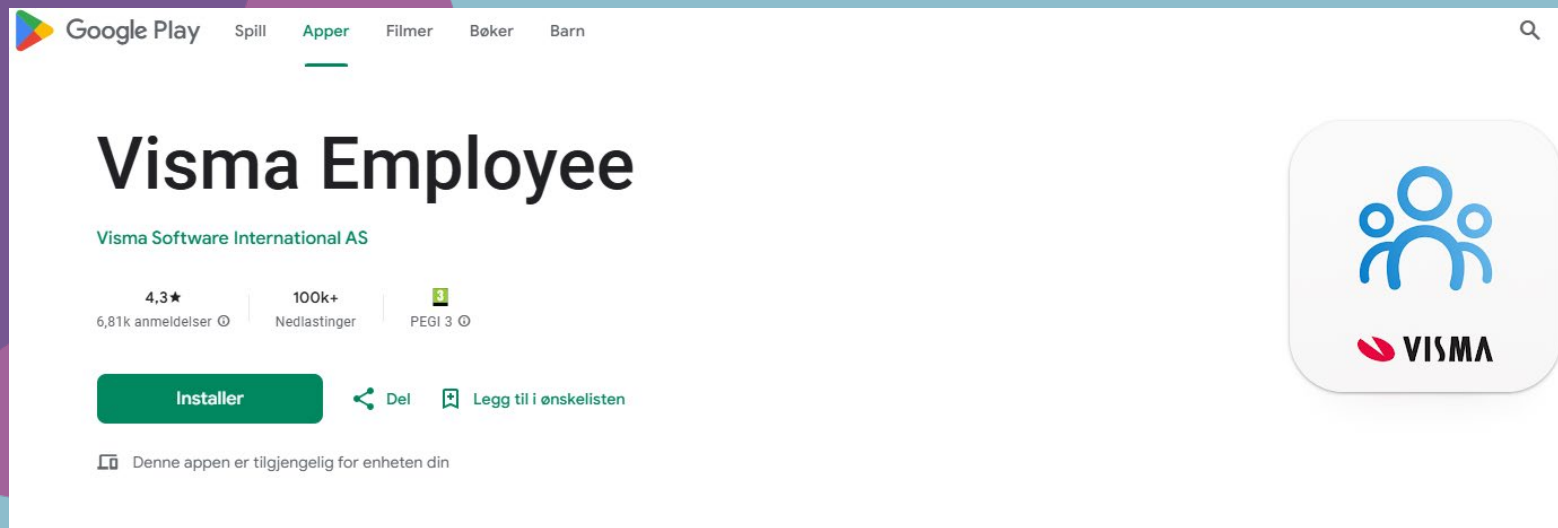 Google Play Spill Apper Filmer Bøker Barn
Visma Employee
Visma Software International AS
4,3★ 100k+ 3
6,81k anmeldelser Nedlastinger PEGI 3
Installer Del Legg til i ønskelisten
Denne appen er tilgjengelig for enheten din
VISMA